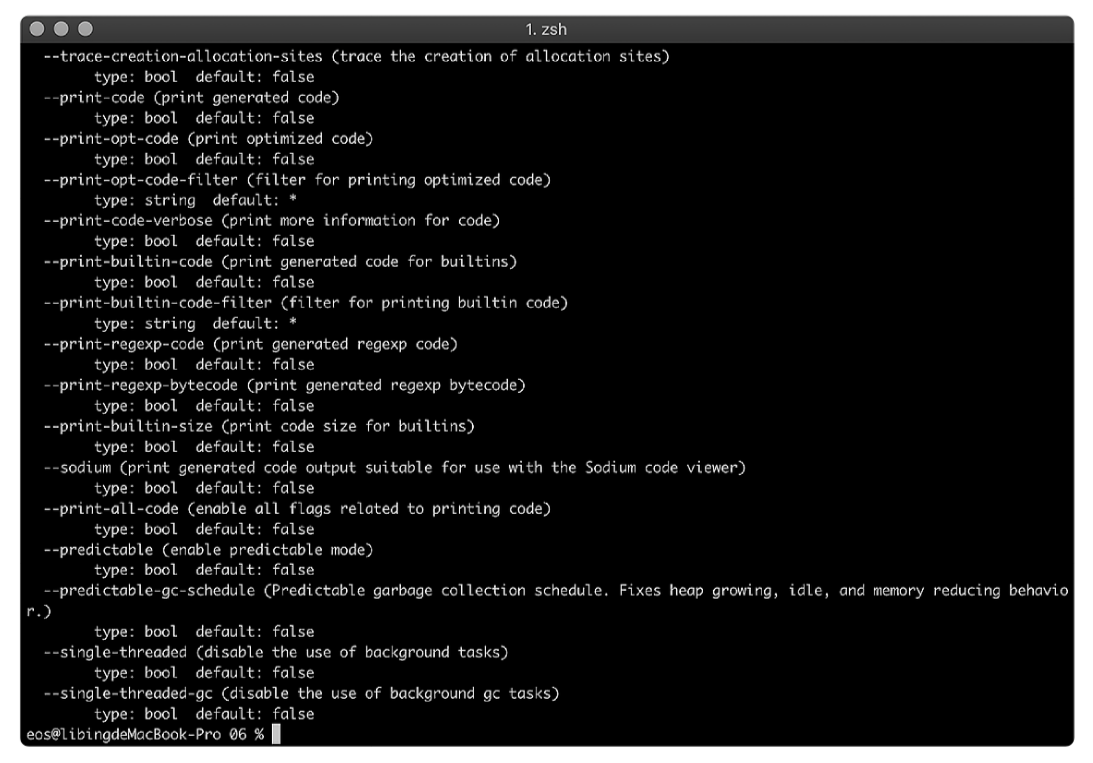 1. zsh
--trace-creation-allocation-sites (trace the creation of allocation sites)
type: bool default: false
--print-code (print generated code)
type: bool default: false
--print-opt-code (print optimized code)
type: bool default: false
--print-opt-code-filter (filter for printing optimized code)
type: string default: *
--print-code-verbose (print more information for code)
type: bool default: false
--print-builtin-code (print generated code for builtins)
type: bool default: false
--print-builtin-code-filter (filter for printing builtin code)
type: string default: *
--print-regexp-code (print generated regexp code)
type: bool default: false
--print-regexp-bytecode (print generated regexp bytecode)
type: bool default: false
--print-builtin-size (print code size for builtins)
type: bool default: false
--sodium (print generated code output suitable for use with the Sodium code viewer)
type: bool default: false
--print-all-code (enable all flags related to printing code)
type: bool default: false
--predictable (enable predictable mode)
type: bool default: false
--predictable-gc-schedule (Predictable garbage collection schedule. Fixes heap growing, idle, and memory reducing behavio
r.)
type: bool default: false
--single-threaded (disable the use of background tasks)
type: bool default: false
--single-threaded-gc (disable the use of background gc tasks)
type: bool default: false
eos@libingdeMacBook-Pro 06 %